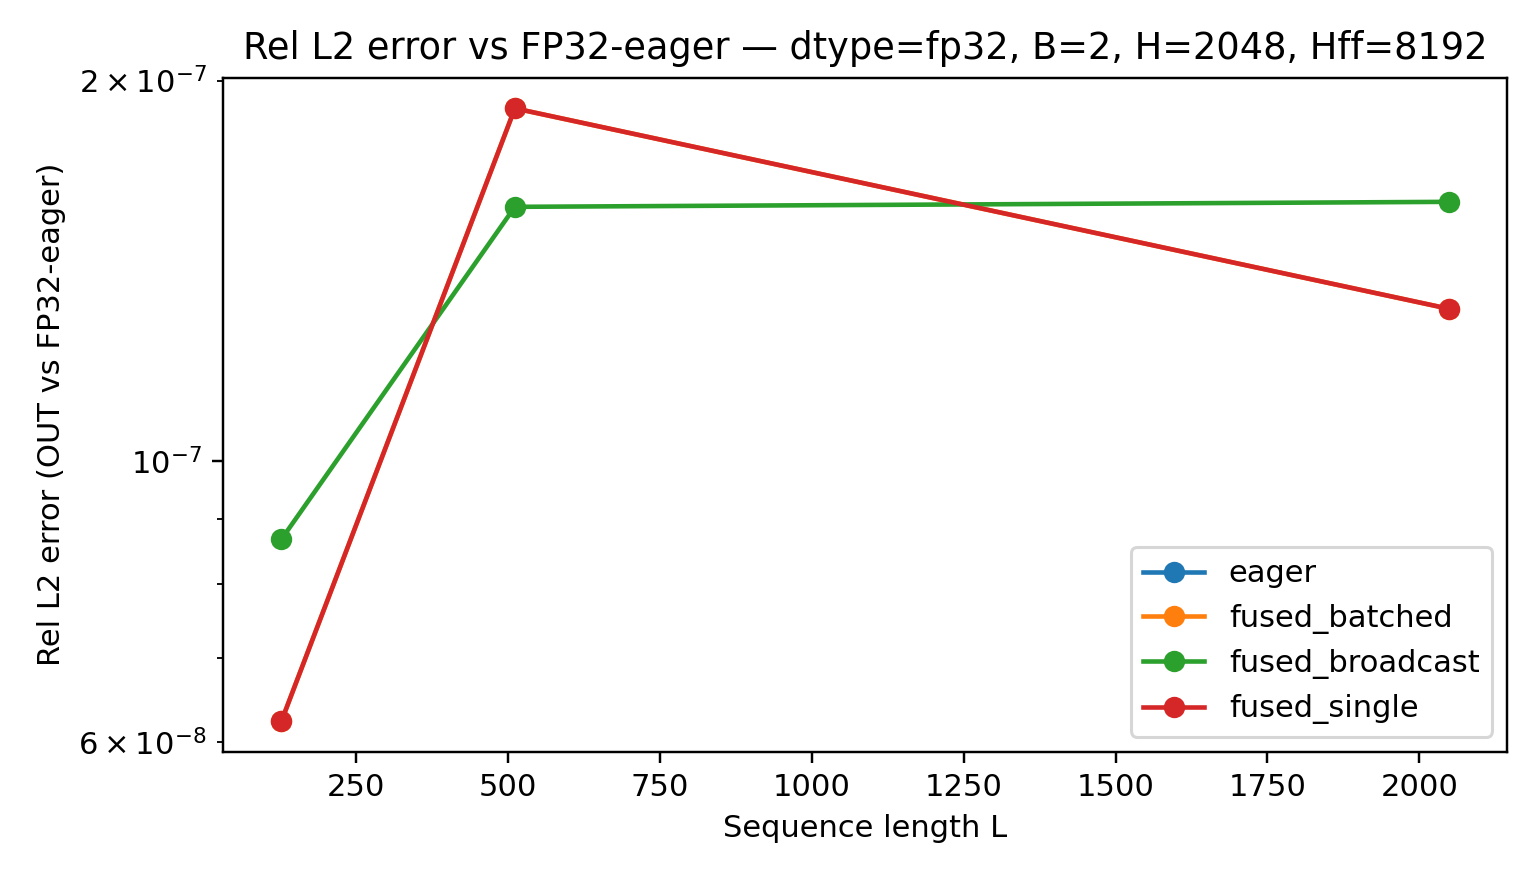 Rel L2 error vs FP32-eager — dtype=fp32, B=2, H=2048, Hff=8192
Rel L2 error (OUT vs FP32-eager)
2 × 10⁻⁷
10⁻⁷
6 × 10⁻⁸
eager
fused_batched
fused_broadcast
fused_single
250 500 750 1000 1250 1500 1750 2000
Sequence length L